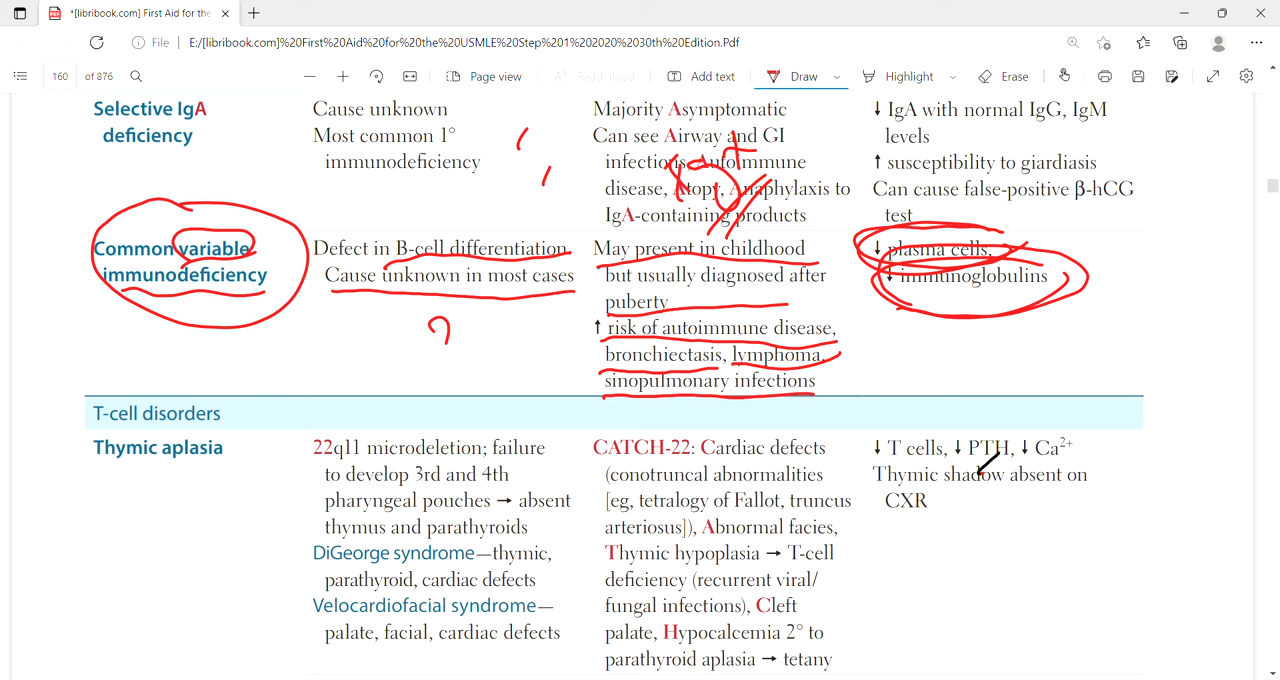 *[libribook.com] First Aid for the
File E:/[libribook.com]%20First%20Aid%20for%20the%20USMLE%20Step%201%202020%2030th%20Edition.Pdf
160 of 876 Page view Read aloud Add text Draw Highlight Erase
Selective IgA
deficiency
Cause unknown
Most common 1°
immunodeficiency
Majority Asymptomatic
Can see Airway and GI
infections, Autoimmune
disease, Atopy, Anaphylaxis to
IgA-containing products
↓ IgA with normal IgG, IgM
levels
↑ susceptibility to giardiasis
Can cause false-positive β-hCG
test
Common variable
immunodeficiency
Defect in B-cell differentiation.
Cause unknown in most cases
May present in childhood
but usually diagnosed after
puberty
↑ risk of autoimmune disease,
bronchiectasis, lymphoma,
sinopulmonary infections
↓ plasma cells,
↓ immunoglobulins
?
T-cell disorders
Thymic aplasia
22q11 microdeletion; failure
to develop 3rd and 4th
pharyngeal pouches → absent
thymus and parathyroids
DiGeorge syndrome—thymic,
parathyroid, cardiac defects
Velocardiofacial syndrome—
palate, facial, cardiac defects
CATCH-22: Cardiac defects
(conotruncal abnormalities
[eg, tetralogy of Fallot, truncus
arteriosus]), Abnormal facies,
Thymic hypoplasia → T-cell
deficiency (recurrent viral/
fungal infections), Cleft
palate, Hypocalcemia 2° to
parathyroid aplasia → tetany
↓ T cells, ↓ PTH, ↓ Ca2+
Thymic shadow absent on
CXR